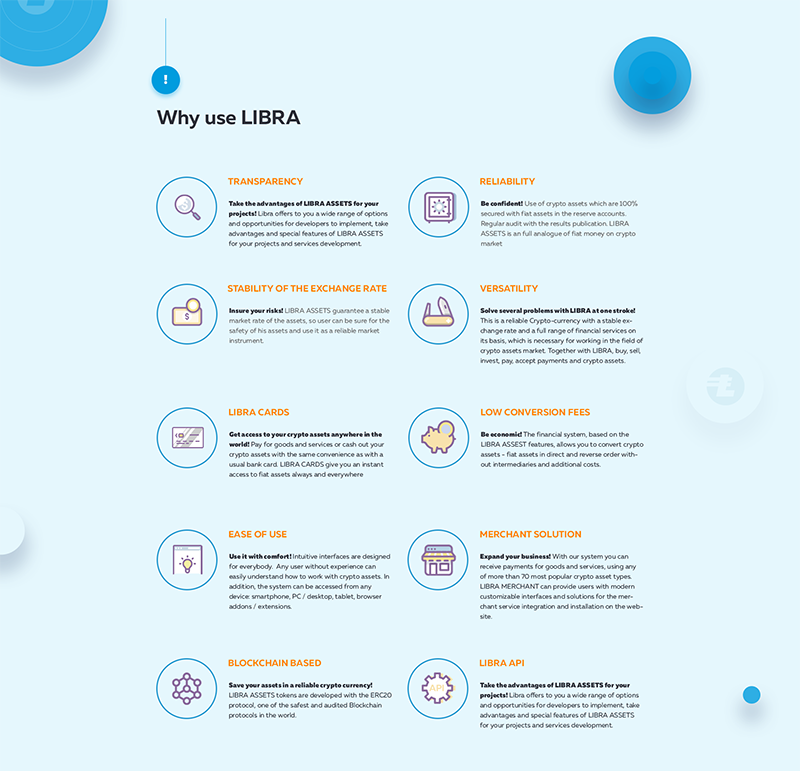 !
Why use LIBRA
TRANSPARENCY
Take the advantages of LIBRA ASSETS for your
projects! Libra offers to you a wide range of options
and opportunities for developers to implement, take
advantages and special features of LIBRA ASSETS
for your projects and services development.
RELIABILITY
Be confident! Use of crypto assets which are 100%
secured with fiat assets in the reserve accounts.
Regular audit with the results publication. LIBRA
ASSETS is an full analogue of fiat money on crypto
market
STABILITY OF THE EXCHANGE RATE
Insure your risks! LIBRA ASSETS guarantee a stable
market rate of the assets, so user can be sure for the
safety of his assets and use it as a reliable market
instrument.
VERSATILITY
Solve several problems with LIBRA at one stroke!
This is a reliable Crypto-currency with a stable ex-
change rate and a full range of financial services on
its basis, which is necessary for working in the field of
crypto assets market. Together with LIBRA, buy, sell,
invest, pay, accept payments and crypto assets.
LIBRA CARDS
Get access to your crypto assets anywhere in the
world! Pay for goods and services or cash out your
crypto assets with the same convenience as with a
usual bank card. LIBRA CARDS give you an instant
access to fiat assets always and everywhere
LOW CONVERSION FEES
Be economic! The financial system, based on the
LIBRA ASSEST features, allows you to convert crypto
assets - fiat assets in direct and reverse order with-
out intermediaries and additional costs.
EASE OF USE
Use it with comfort! Intuitive interfaces are designed
for everybody. Any user without experience can
easily understand how to work with crypto assets. In
addition, the system can be accessed from any
device: smartphone, PC / desktop, tablet, browser
addons / extensions.
MERCHANT SOLUTION
Expand your business! With our system you can
receive payments for goods and services, using any
of more than 70 most popular crypto asset types.
LIBRA MERCHANT can provide users with modern
customizable interfaces and solutions for the mer-
chant service integration and installation on the web-
site.
BLOCKCHAIN BASED
Save your assets in a reliable crypto currency!
LIBRA ASSETS tokens are developed with the ERC20
protocol, one of the safest and audited Blockchain
protocols in the world.
API
LIBRA API
Take the advantages of LIBRA ASSETS for your
projects! Libra offers to you a wide range of options
and opportunities for developers to implement, take
advantages and special features of LIBRA ASSETS
for your projects and services development.